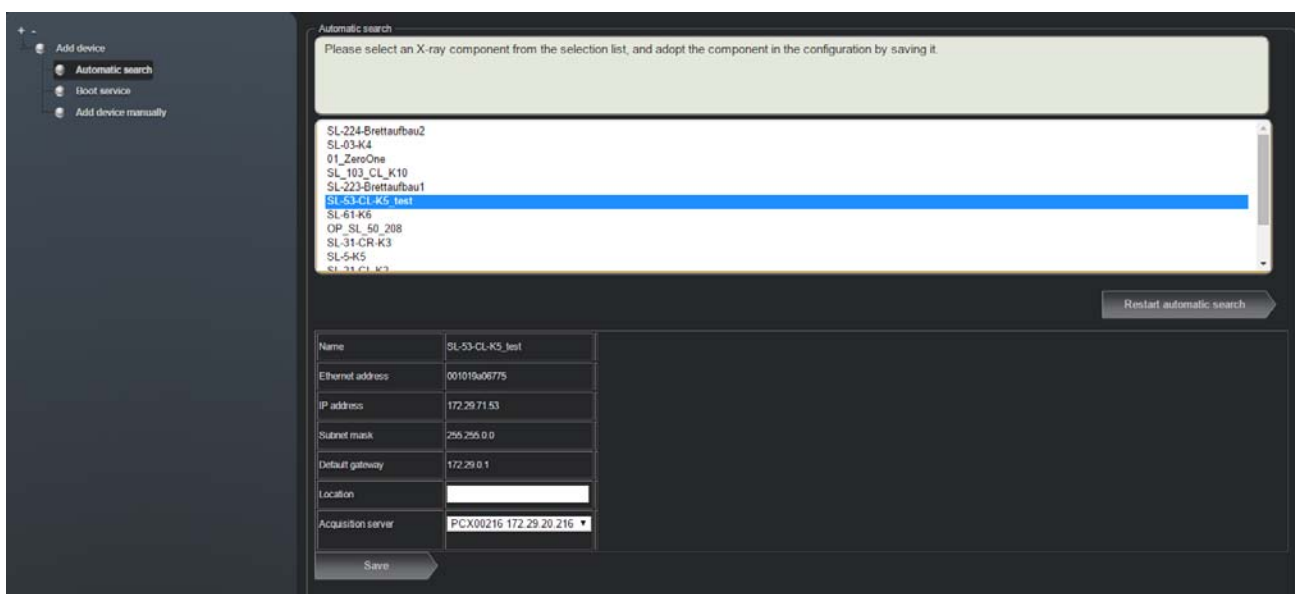 + -
Add device
Automatic search
Boot service
Add device manually
Automatic search
Please select an X-ray component from the selection list, and adopt the component in the configuration by saving it.
SL-224-Brettaufbau2
SL-03-K4
01_ZeroOne
SL_103_CL_K10
SL-223-Brettaufbau1
SL-53-CL-K5_test
SL-61-K6
OP_SL_50_208
SL-31-CR-K3
SL-5-K5
SL-21-CL-K2
Restart automatic search
Name SL-53-CL-K5_test
Ethernet address 001019a06775
IP address 172.29.71.53
Subnet mask 255.255.0.0
Default gateway 172.29.0.1
Location
Acquisition server PCX00216 172.29.20.216
Save